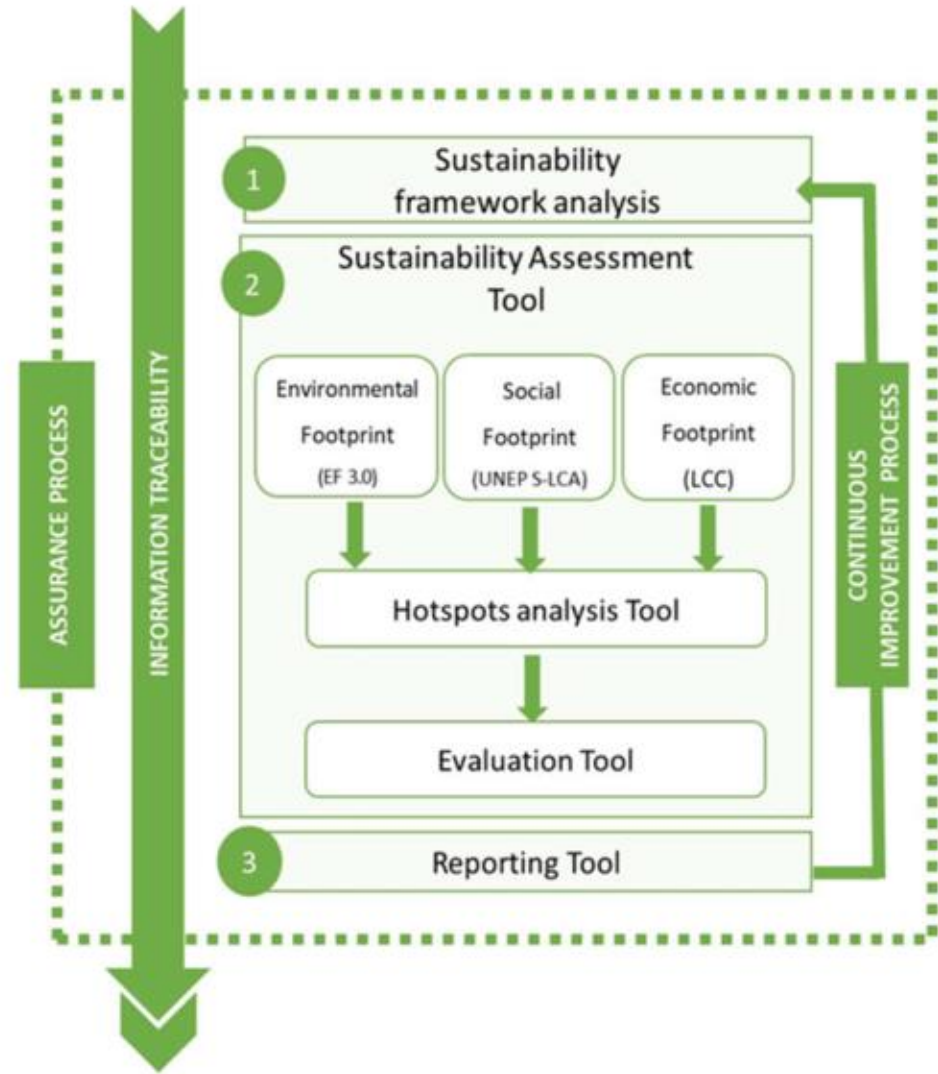 1
Sustainability
framework analysis
2
Sustainability Assessment
Tool
Environmental
Footprint
(EF 3.0)
Social
Footprint
(UNEP S-LCA)
Economic
Footprint
(LCC)
Hotspots analysis Tool
Evaluation Tool
3
Reporting Tool
ASSURANCE PROCESS
INFORMATION TRACEABILITY
CONTINUOUS
IMPROVEMENT PROCESS